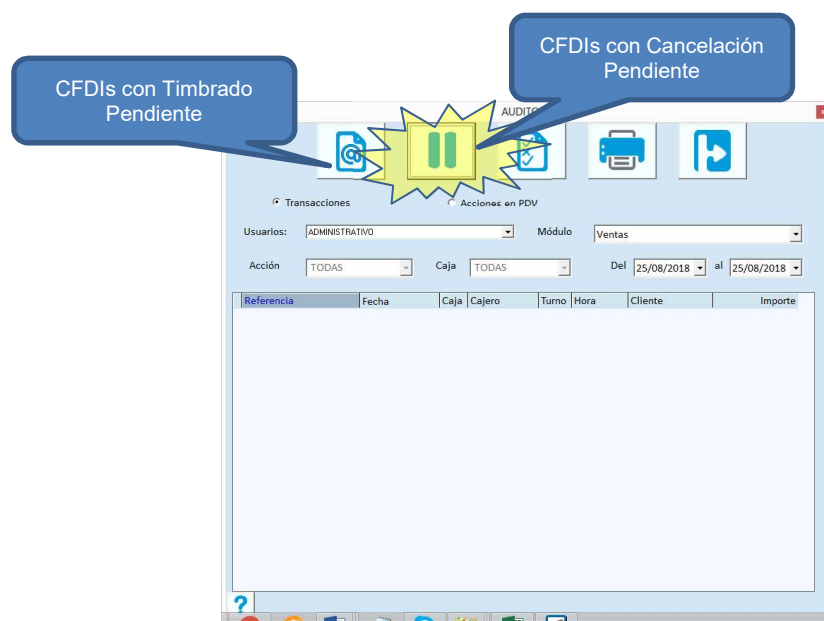 CFDIs con Cancelación
Pendiente
CFDIs con Timbrado
Pendiente
Transacciones
Acciones en PDV
Usuarios: ADMINISTRATIVO Módulo Ventas
Acción TODAS Caja TODAS Del 25/08/2018 al 25/08/2018
Referencia Fecha Caja Cajero Turno Hora Cliente Importe
?